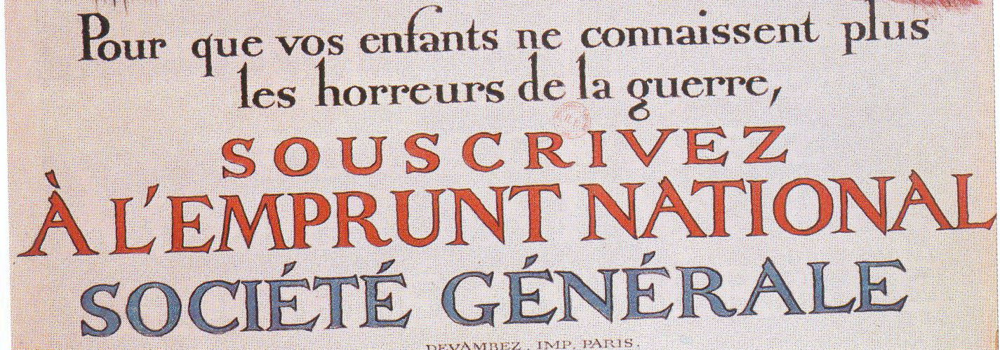 Pour que vos enfants ne connaissent plus
les horreurs de la guerre,
SOUSCRIVEZ
À L'EMPRUNT NATIONAL
SOCIÉTÉ GÉNÉRALE
DEVAMBEZ, IMP. PARIS.